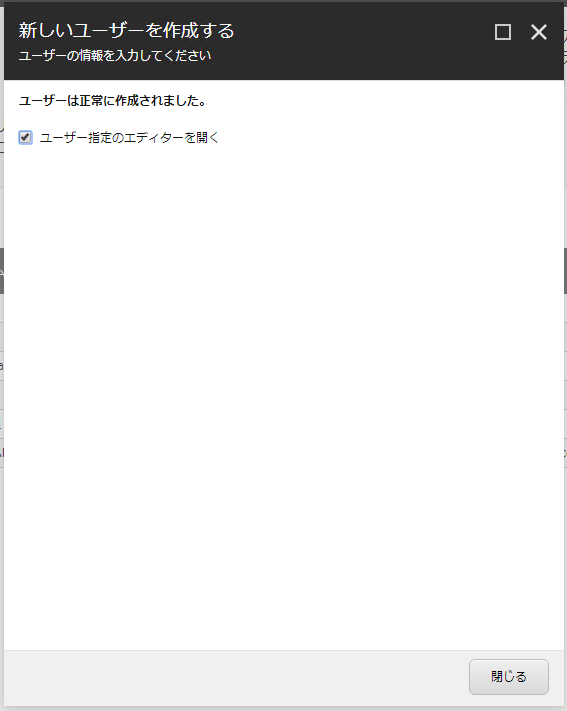 新しいユーザーを作成する
ユーザーの情報を入力してください
ユーザーは正常に作成されました。
ユーザー指定のエディターを開く
閉じる